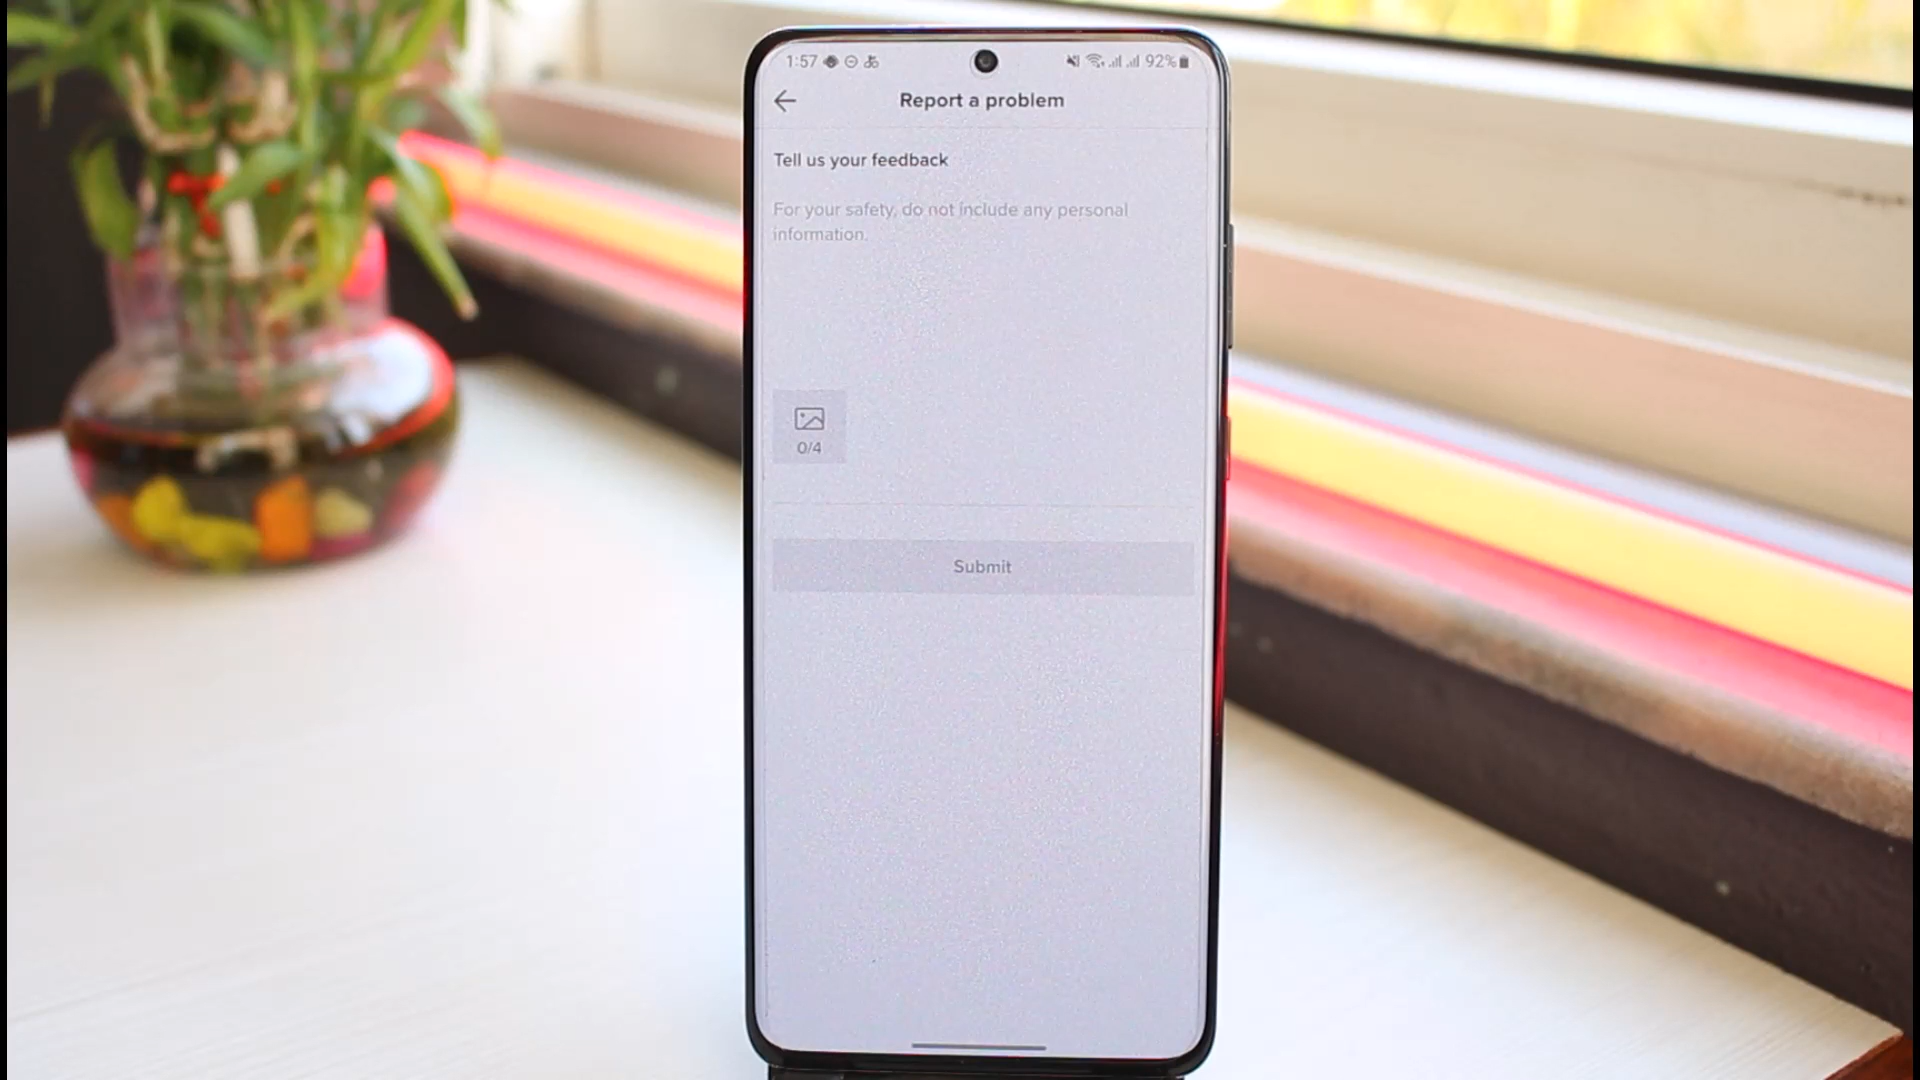 1:57 92%
Report a problem
Tell us your feedback
For your safety, do not include any personal
information.
0/4
Submit